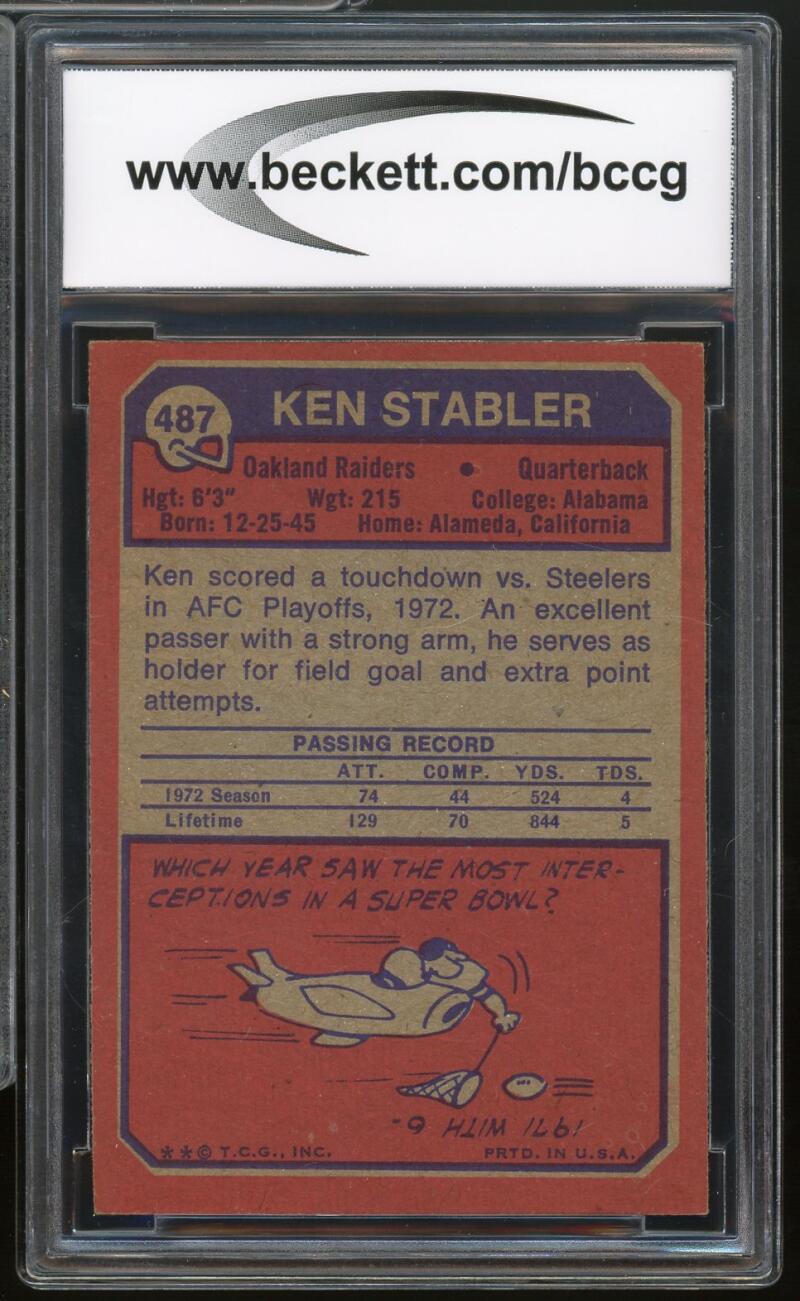 www.beckett.com/bccg
487
KEN STABLER
Oakland Raiders • Quarterback
Hgt: 6'3" Wgt: 215 College: Alabama
Born: 12-25-45 Home: Alameda, California
Ken scored a touchdown vs. Steelers
in AFC Playoffs, 1972. An excellent
passer with a strong arm, he serves as
holder for field goal and extra point
attempts.
PASSING RECORD
ATT. COMP. YDS. TDS.
1972 Season 74 44 524 4
Lifetime 129 70 844 5
WHICH YEAR SAW THE MOST INTER-
CEPTIONS IN A SUPER BOWL?
1971 WITH 6-
**© T.C.G., INC. PRTD. IN U.S.A.